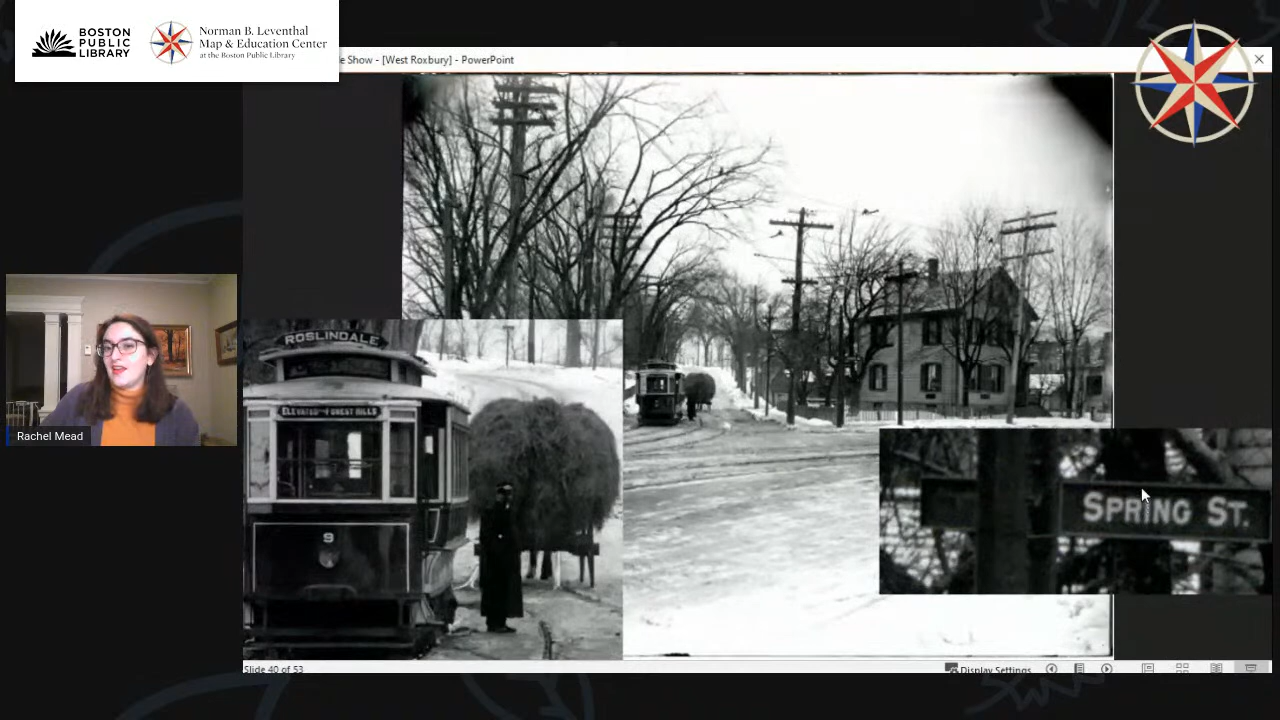 BOSTON
PUBLIC
LIBRARY
Norman B. Leventhal
Map & Education Center
at the Boston Public Library
e Show - [West Roxbury] - PowerPoint
ROSLINDALE
ELEVATED-FOREST HILLS
9
SPRING ST.
Rachel Mead
Slide 40 of 53
Display Settings